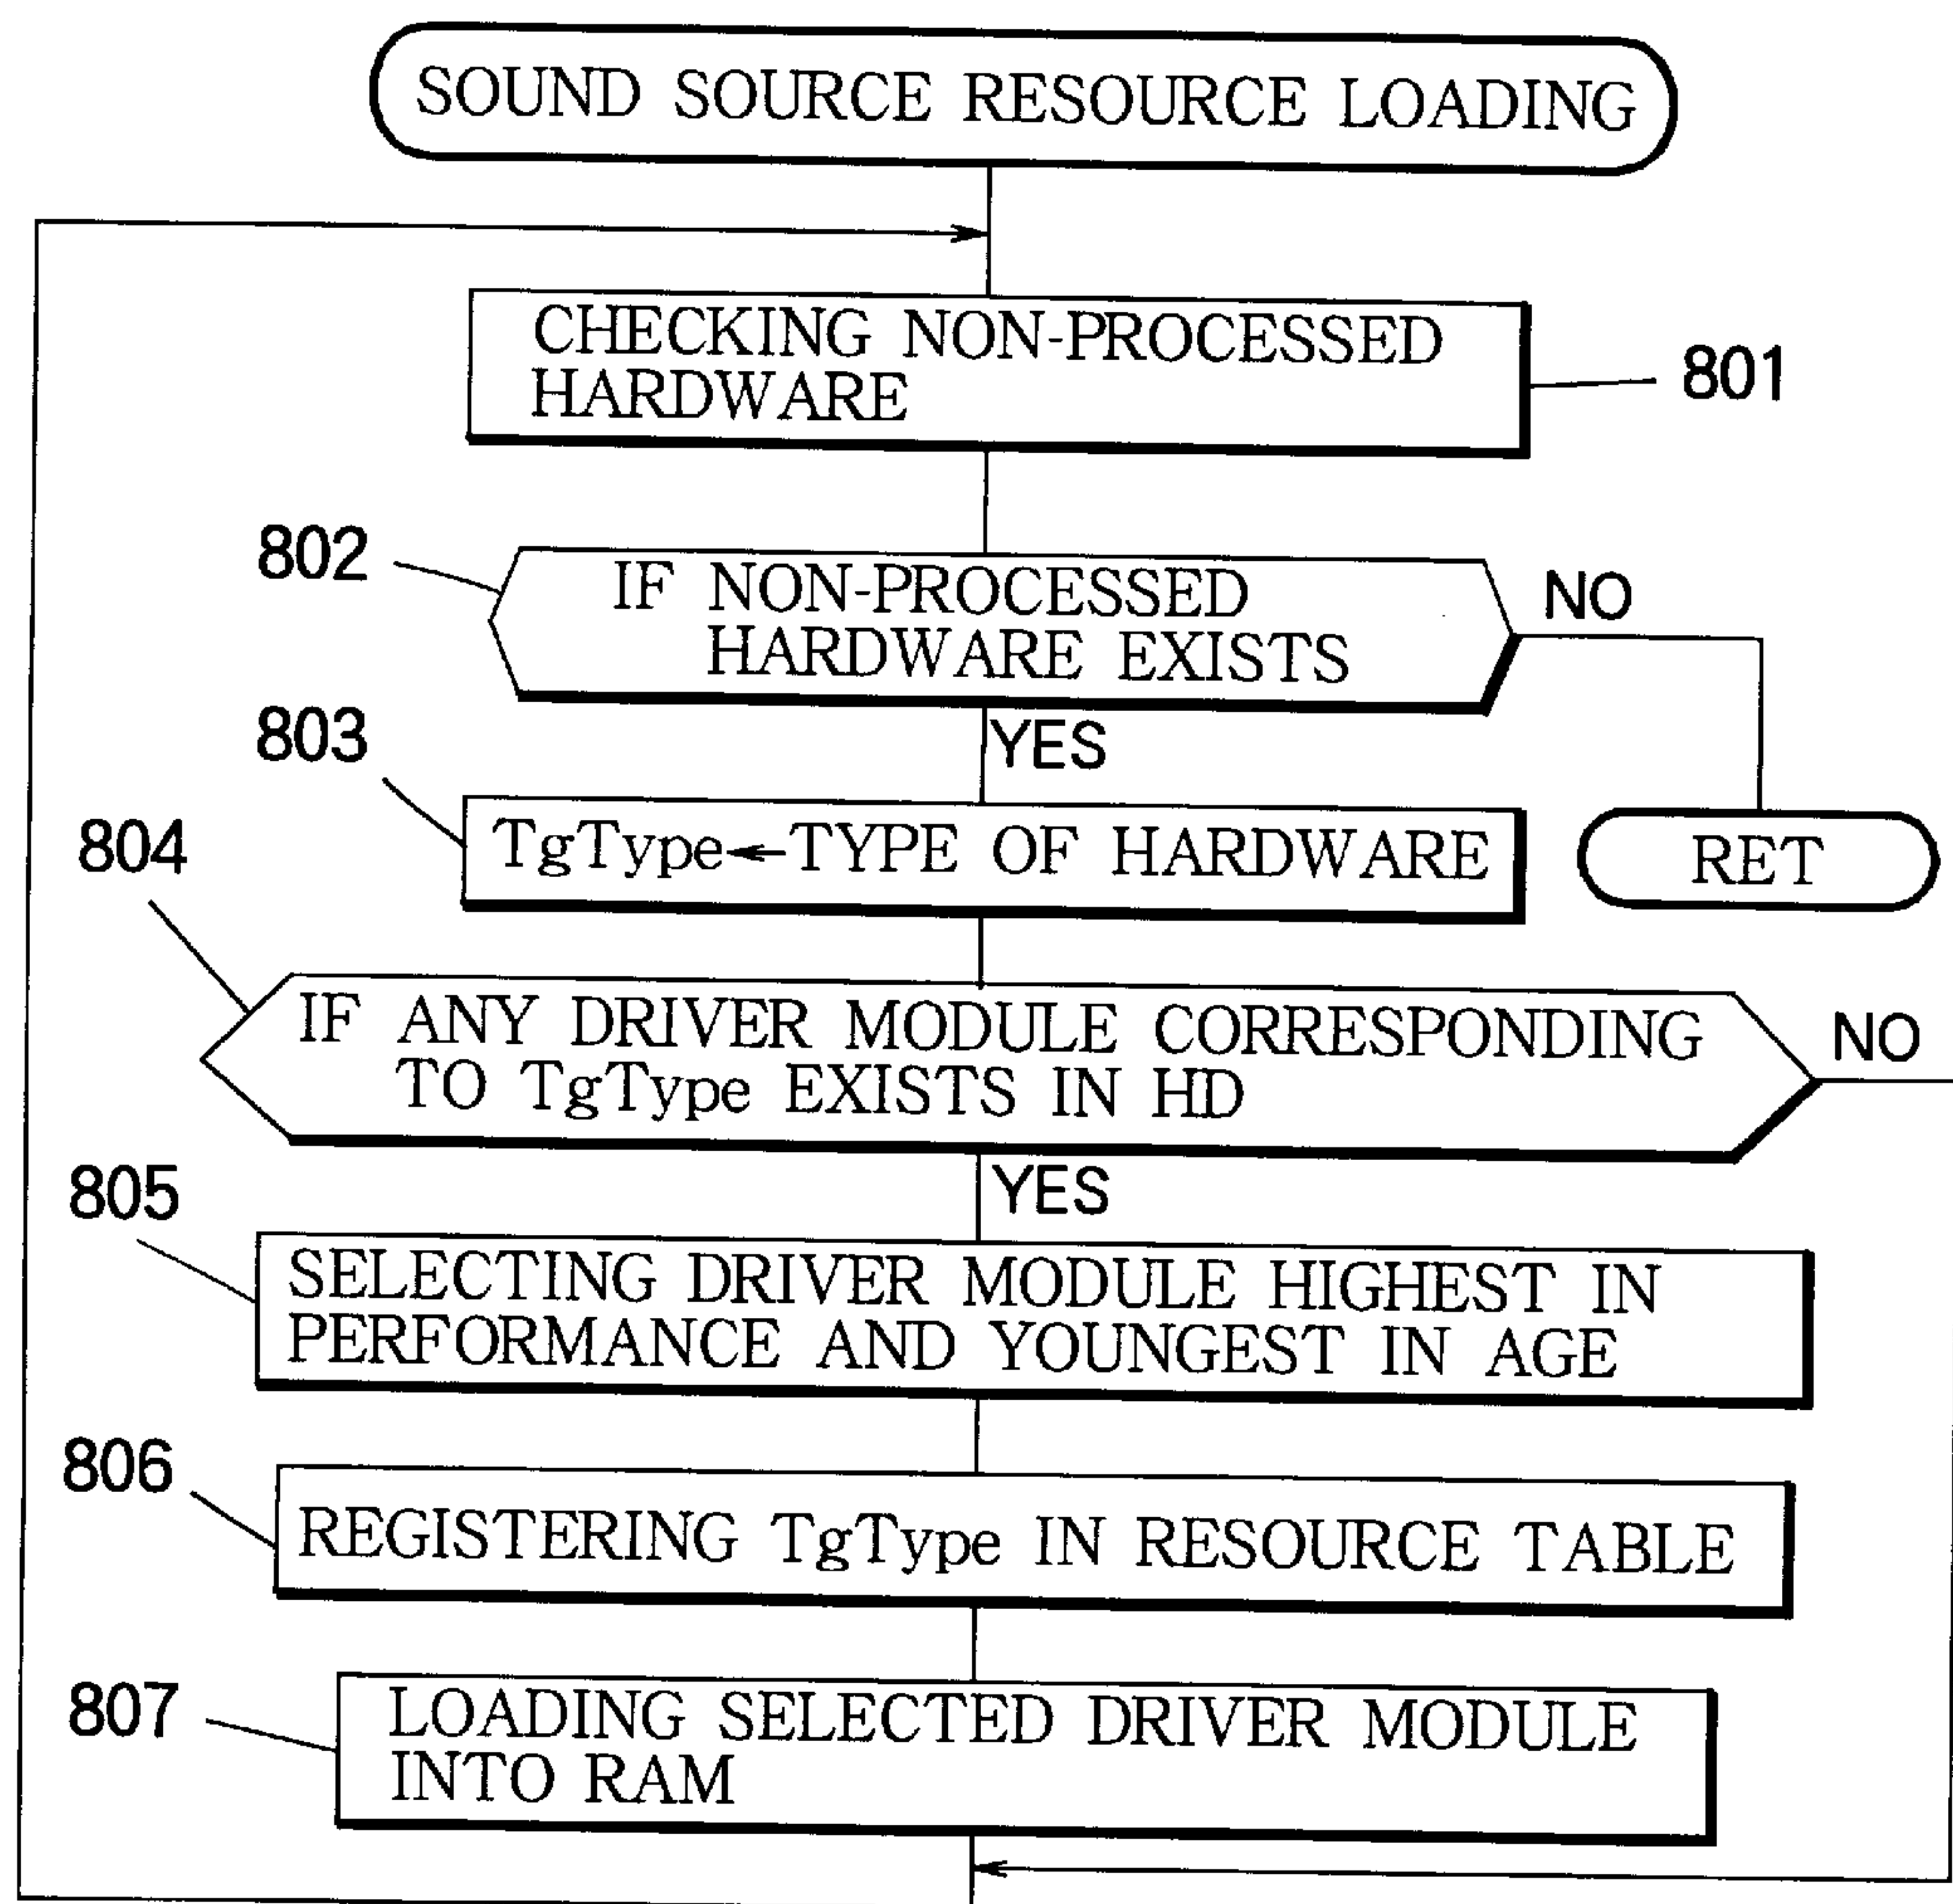 SOUND SOURCE RESOURCE LOADING
CHECKING NON-PROCESSED
HARDWARE
801
802
IF NON-PROCESSED
HARDWARE EXISTS
NO
YES
803
TgType←TYPE OF HARDWARE
RET
804
IF ANY DRIVER MODULE CORRESPONDING
TO TgType EXISTS IN HD
NO
YES
805
SELECTING DRIVER MODULE HIGHEST IN
PERFORMANCE AND YOUNGEST IN AGE
806
REGISTERING TgType IN RESOURCE TABLE
807
LOADING SELECTED DRIVER MODULE
INTO RAM